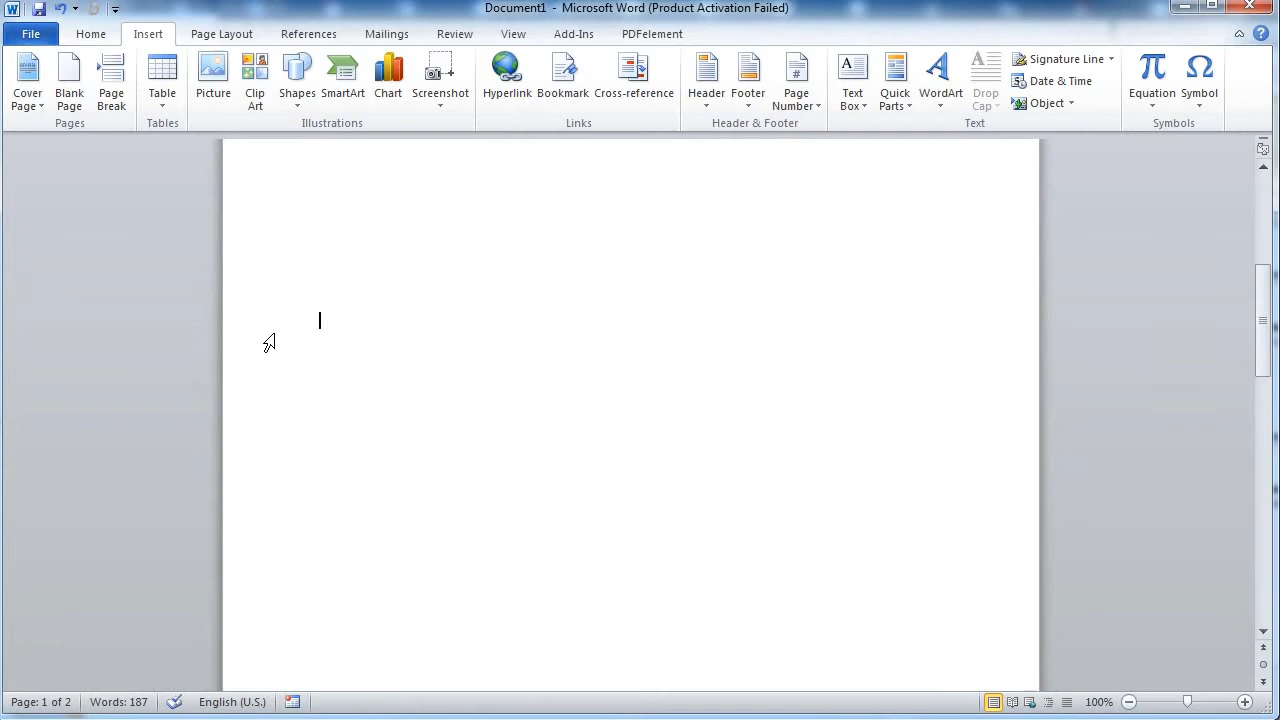 Document1 - Microsoft Word (Product Activation Failed)
File Home Insert Page Layout References Mailings Review View Add-Ins PDFelement
Cover Page Blank Page Page Break
Table
Picture Clip Art Shapes SmartArt Chart Screenshot
Hyperlink Bookmark Cross-reference
Header Footer Page Number
Text Box Quick Parts WordArt Drop Cap
Signature Line
Date & Time
Object
Equation Symbol
Pages Tables Illustrations Links Header & Footer Text Symbols
Page: 1 of 2 Words: 187 English (U.S.) 100%